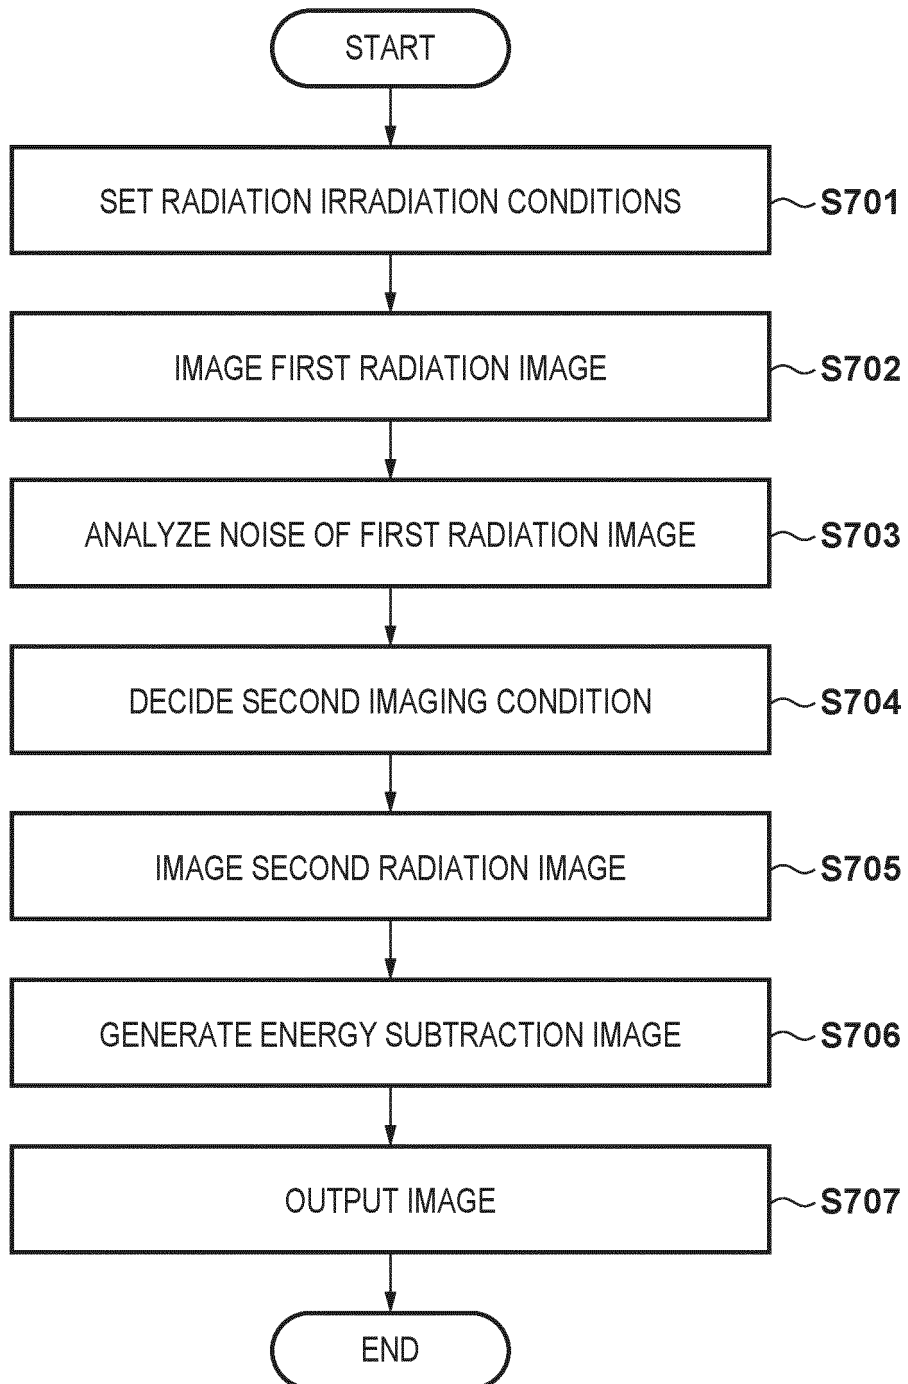 START
SET RADIATION IRRADIATION CONDITIONS
S701
IMAGE FIRST RADIATION IMAGE
S702
ANALYZE NOISE OF FIRST RADIATION IMAGE
S703
DECIDE SECOND IMAGING CONDITION
S704
IMAGE SECOND RADIATION IMAGE
S705
GENERATE ENERGY SUBTRACTION IMAGE
S706
OUTPUT IMAGE
S707
END